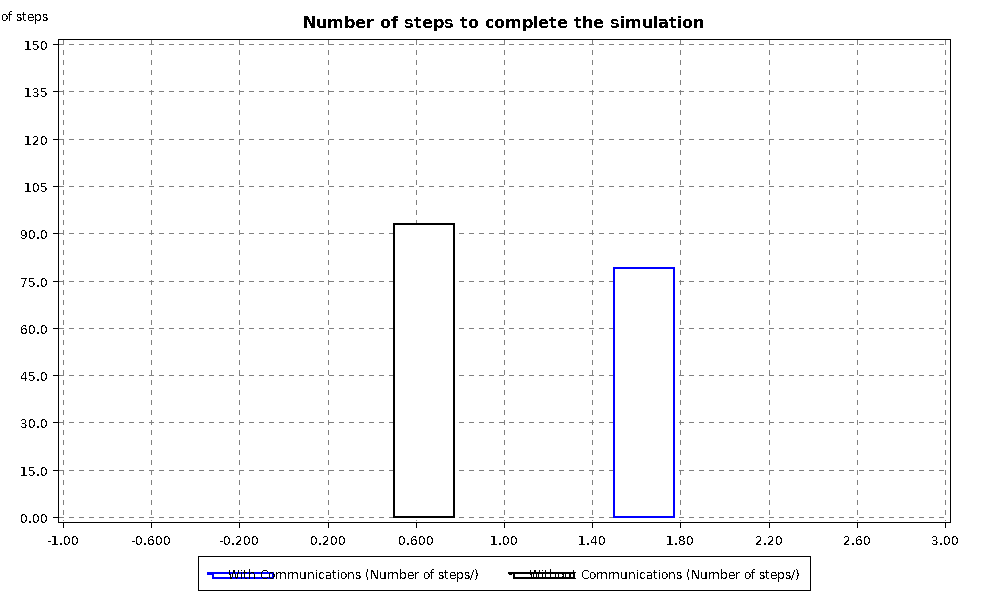 of steps
Number of steps to complete the simulation
150
135
120
105
90.0
75.0
60.0
45.0
30.0
15.0
0.00
-1.00 -0.600 -0.200 0.200 0.600 1.00 1.40 1.80 2.20 2.60 3.00
With Communications (Number of steps/) Without Communications (Number of steps/)